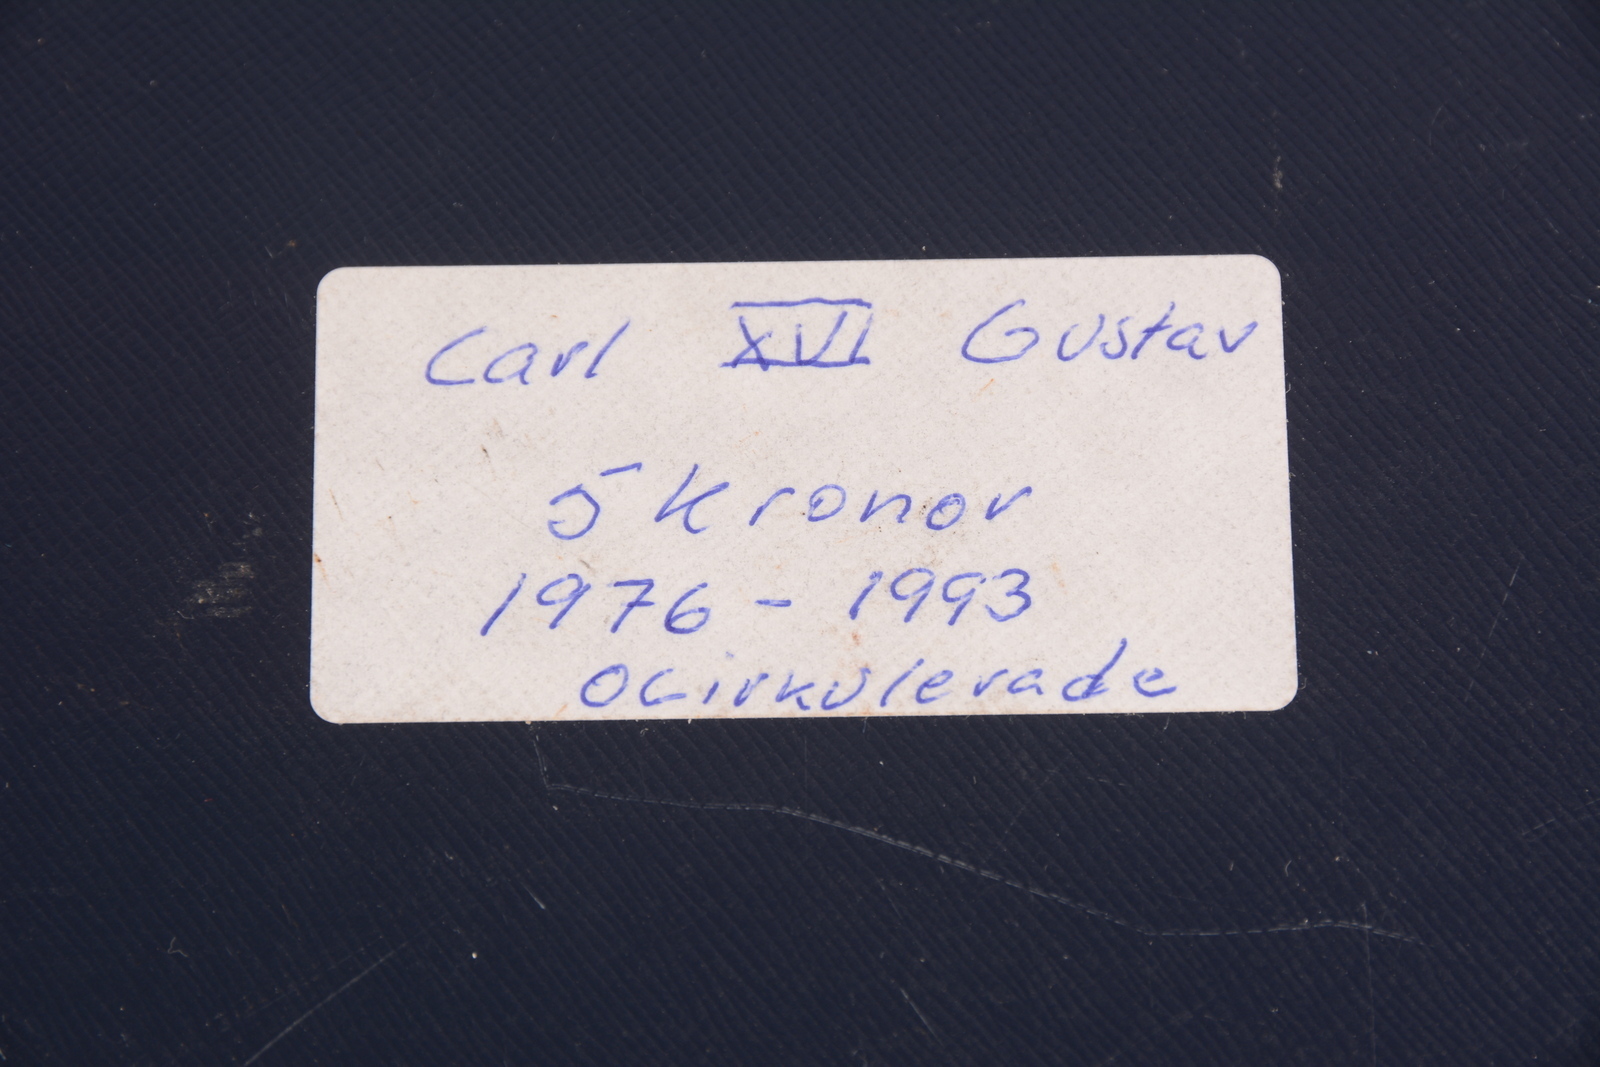 Carl XVI Gustav
5 kronor
1976 - 1993
ocirkulerade